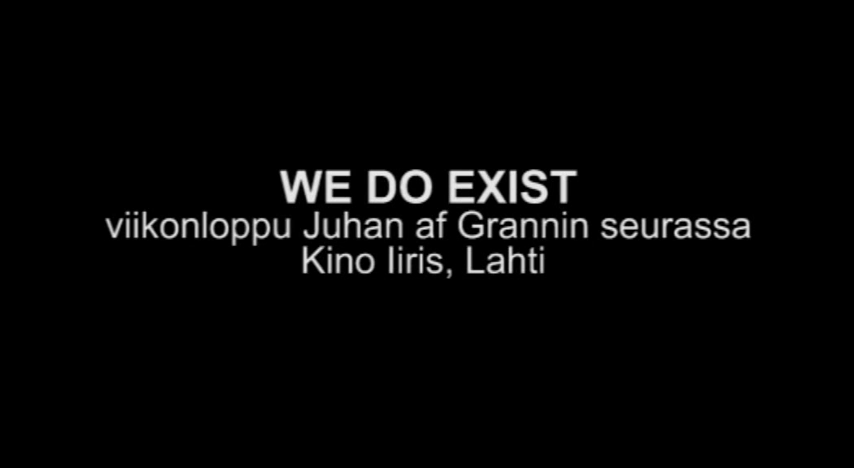 WE DO EXIST
viikonloppu Juhan af Grannin seurassa
Kino Iiris, Lahti